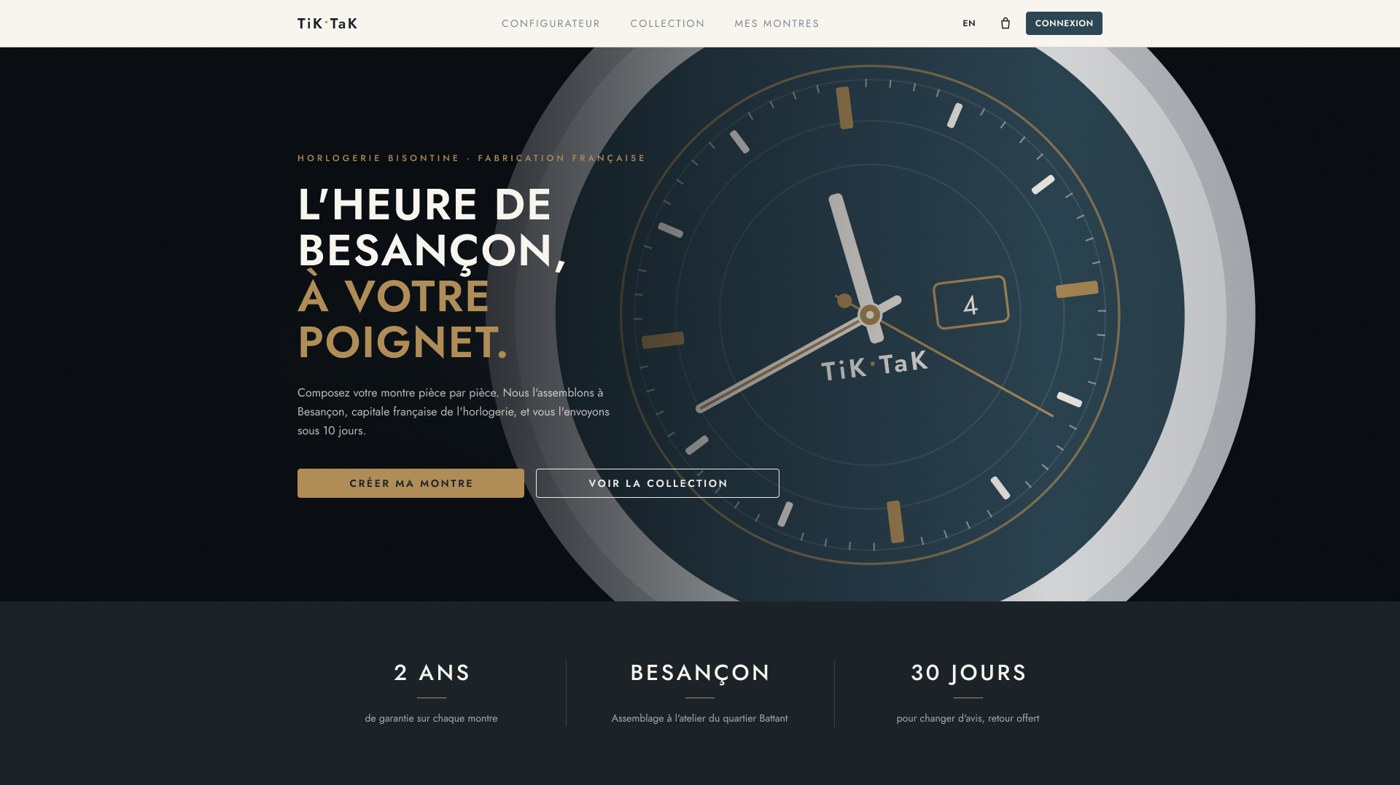 TiK·TaK
CONFIGURATEUR
COLLECTION
MES MONTRES
EN
CONNEXION
HORLOGERIE BISONTINE · FABRICATION FRANÇAISE
L'HEURE DE
BESANÇON,
À VOTRE
POIGNET.
Composez votre montre pièce par pièce. Nous l'assemblons à
Besançon, capitale française de l'horlogerie, et vous l'envoyons
sous 10 jours.
CRÉER MA MONTRE
VOIR LA COLLECTION
4
TiK·TaK
2 ANS
de garantie sur chaque montre
BESANÇON
Assemblage à l'atelier du quartier Battant
30 JOURS
pour changer d'avis, retour offert